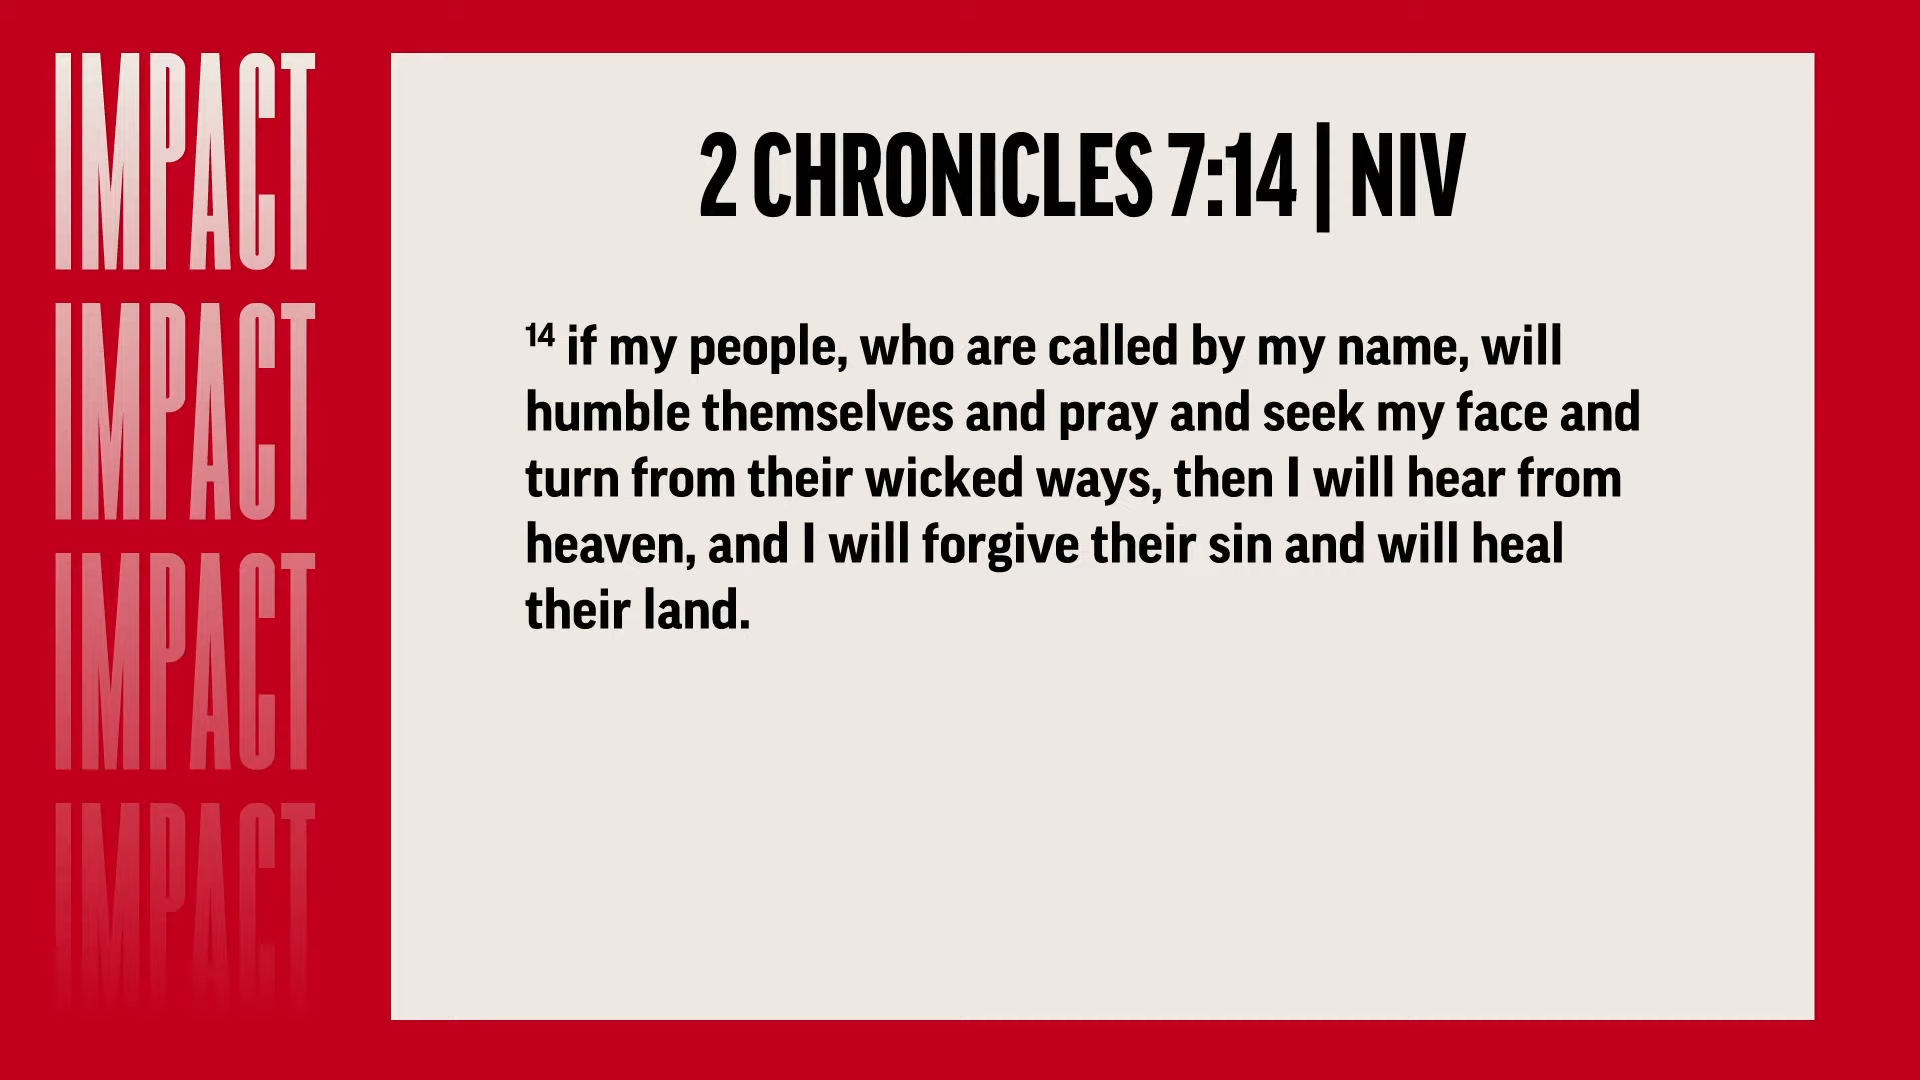 IMPACT
IMPACT
IMPACT
IMPACT
2 CHRONICLES 7:14 | NIV
14 if my people, who are called by my name, will
humble themselves and pray and seek my face and
turn from their wicked ways, then I will hear from
heaven, and I will forgive their sin and will heal
their land.